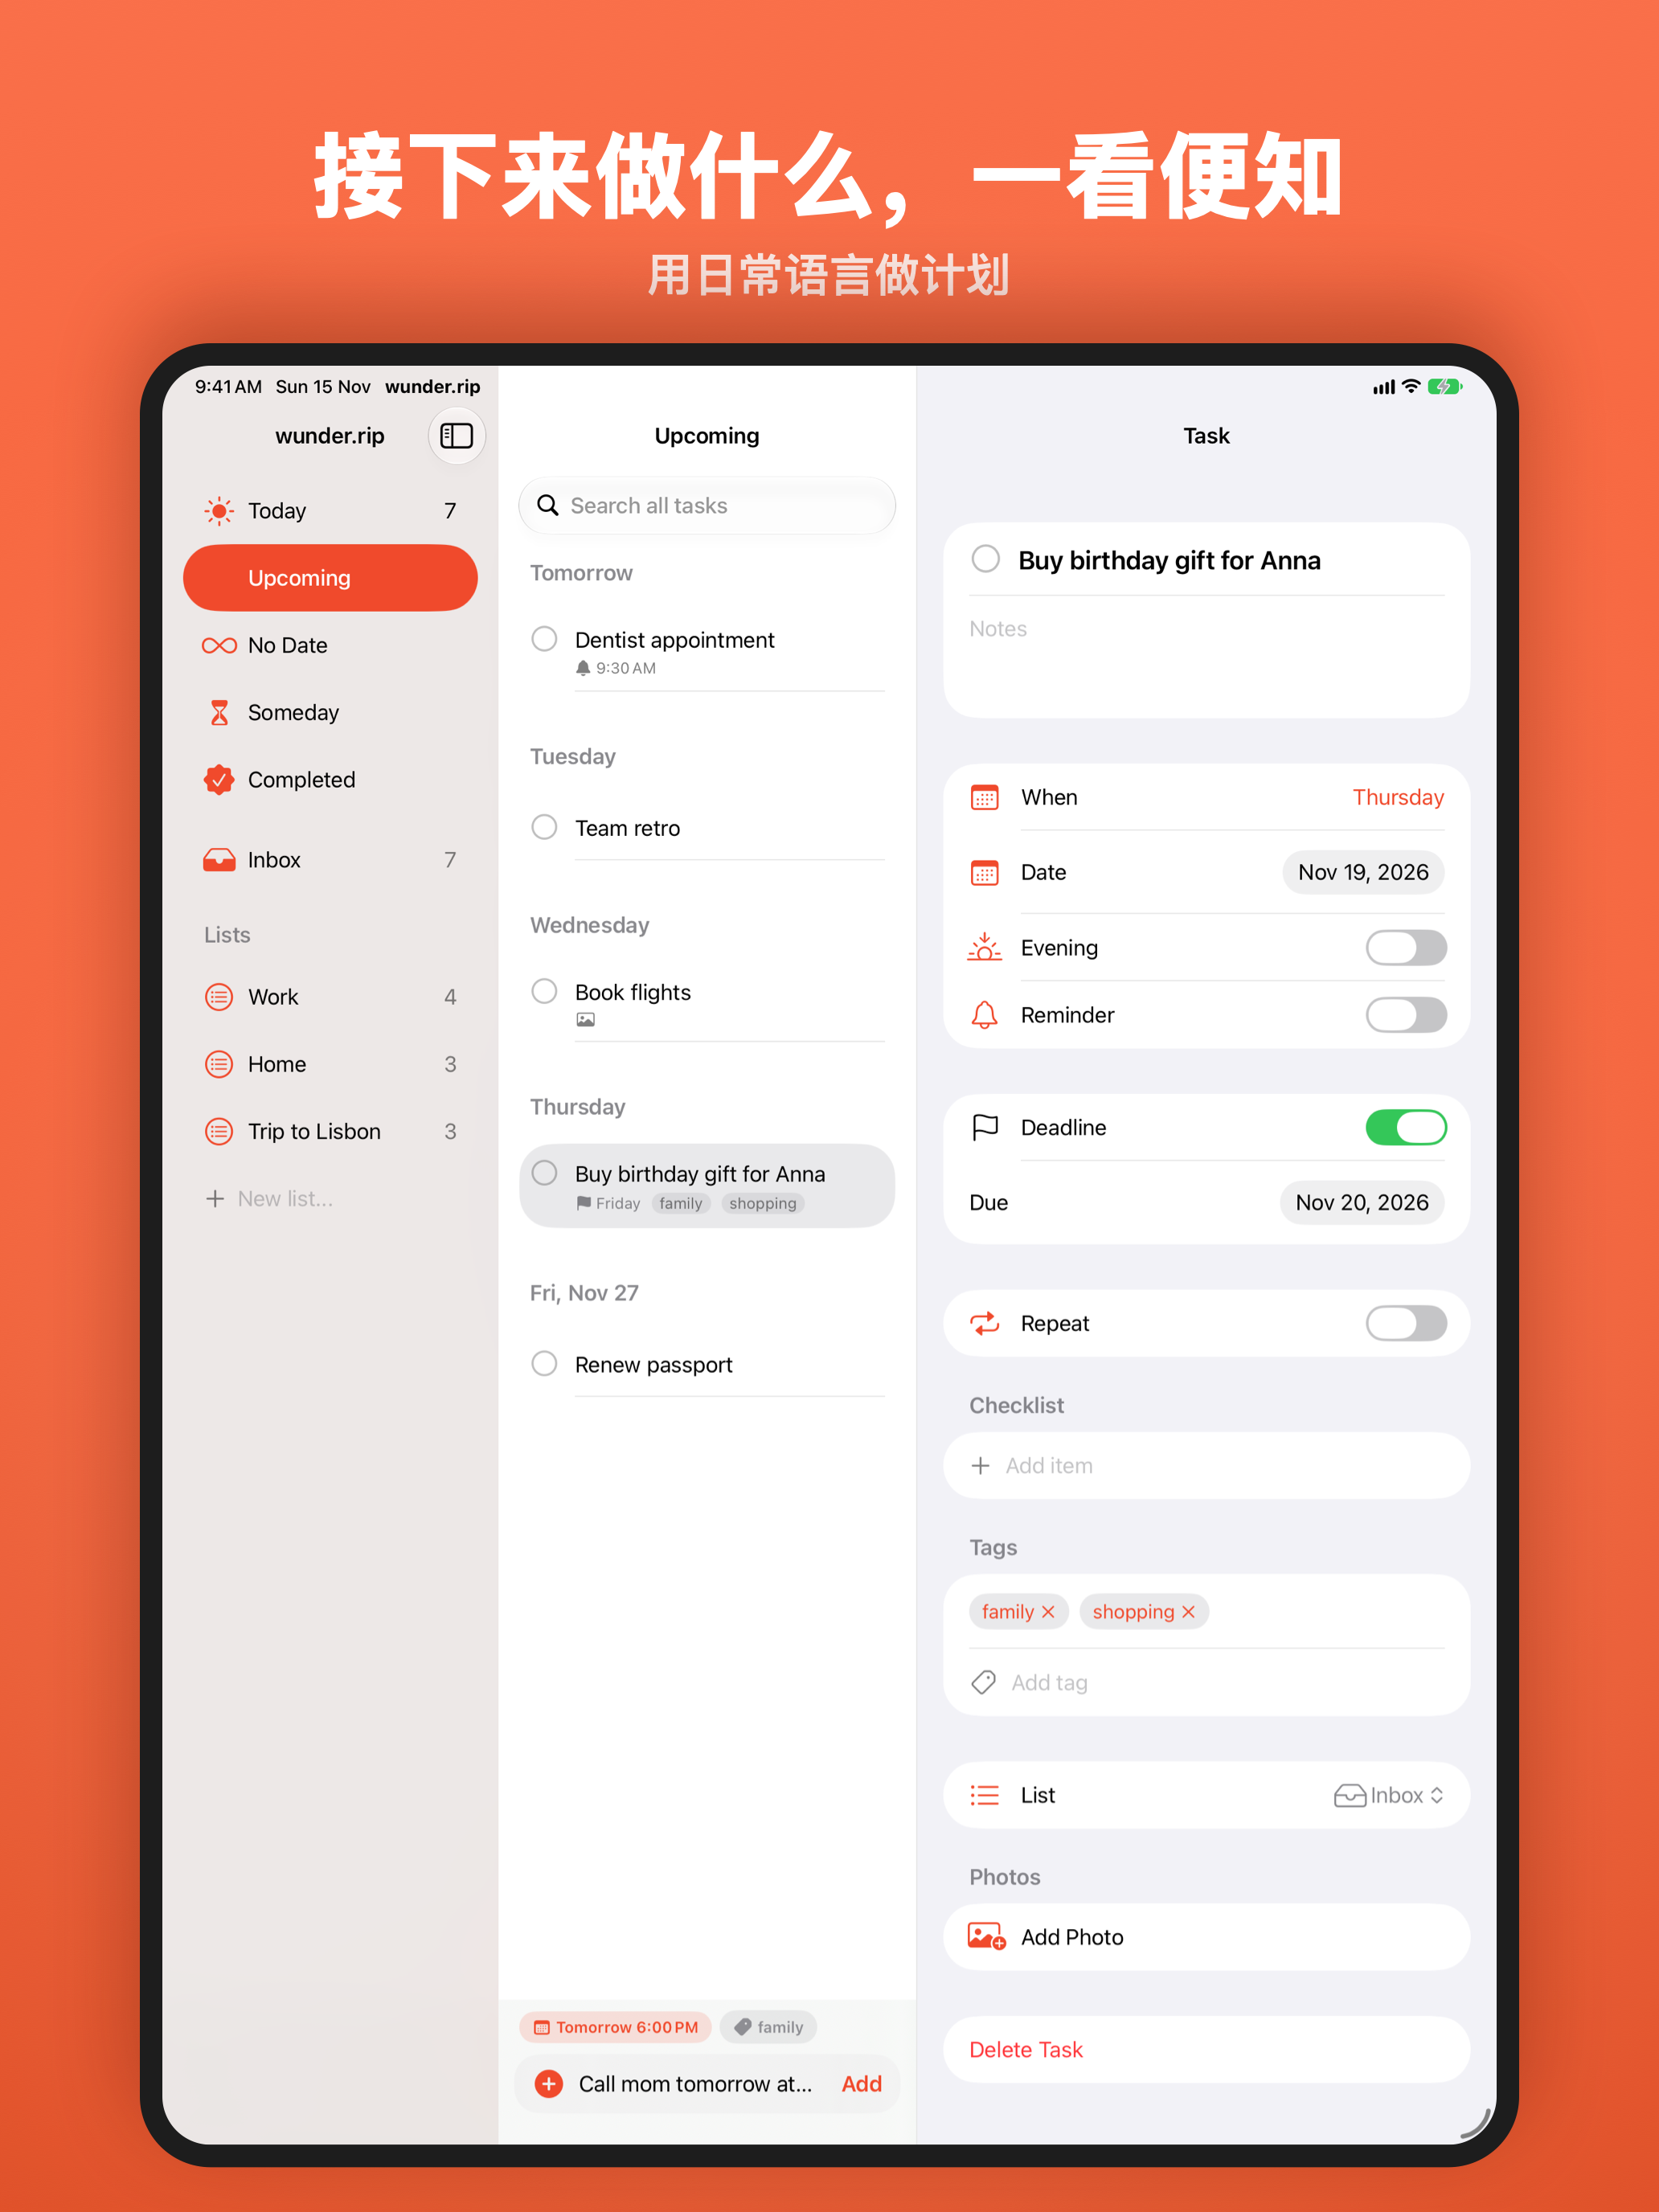 接下来做什么，一看便知
用日常语言做计划
9:41 AM Sun 15 Nov wunder.rip
wunder.rip
Today 7
Upcoming
No Date
Someday
Completed
Inbox 7
Lists
Work 4
Home 3
Trip to Lisbon 3
New list...
Upcoming
Search all tasks
Tomorrow
Dentist appointment
9:30 AM
Tuesday
Team retro
Wednesday
Book flights
Thursday
Buy birthday gift for Anna
Friday family shopping
Fri, Nov 27
Renew passport
Tomorrow 6:00 PM family
Call mom tomorrow at... Add
Task
Buy birthday gift for Anna
Notes
When Thursday
Date Nov 19, 2026
Evening
Reminder
Deadline
Due Nov 20, 2026
Repeat
Checklist
Add item
Tags
family shopping
Add tag
List Inbox
Photos
Add Photo
Delete Task